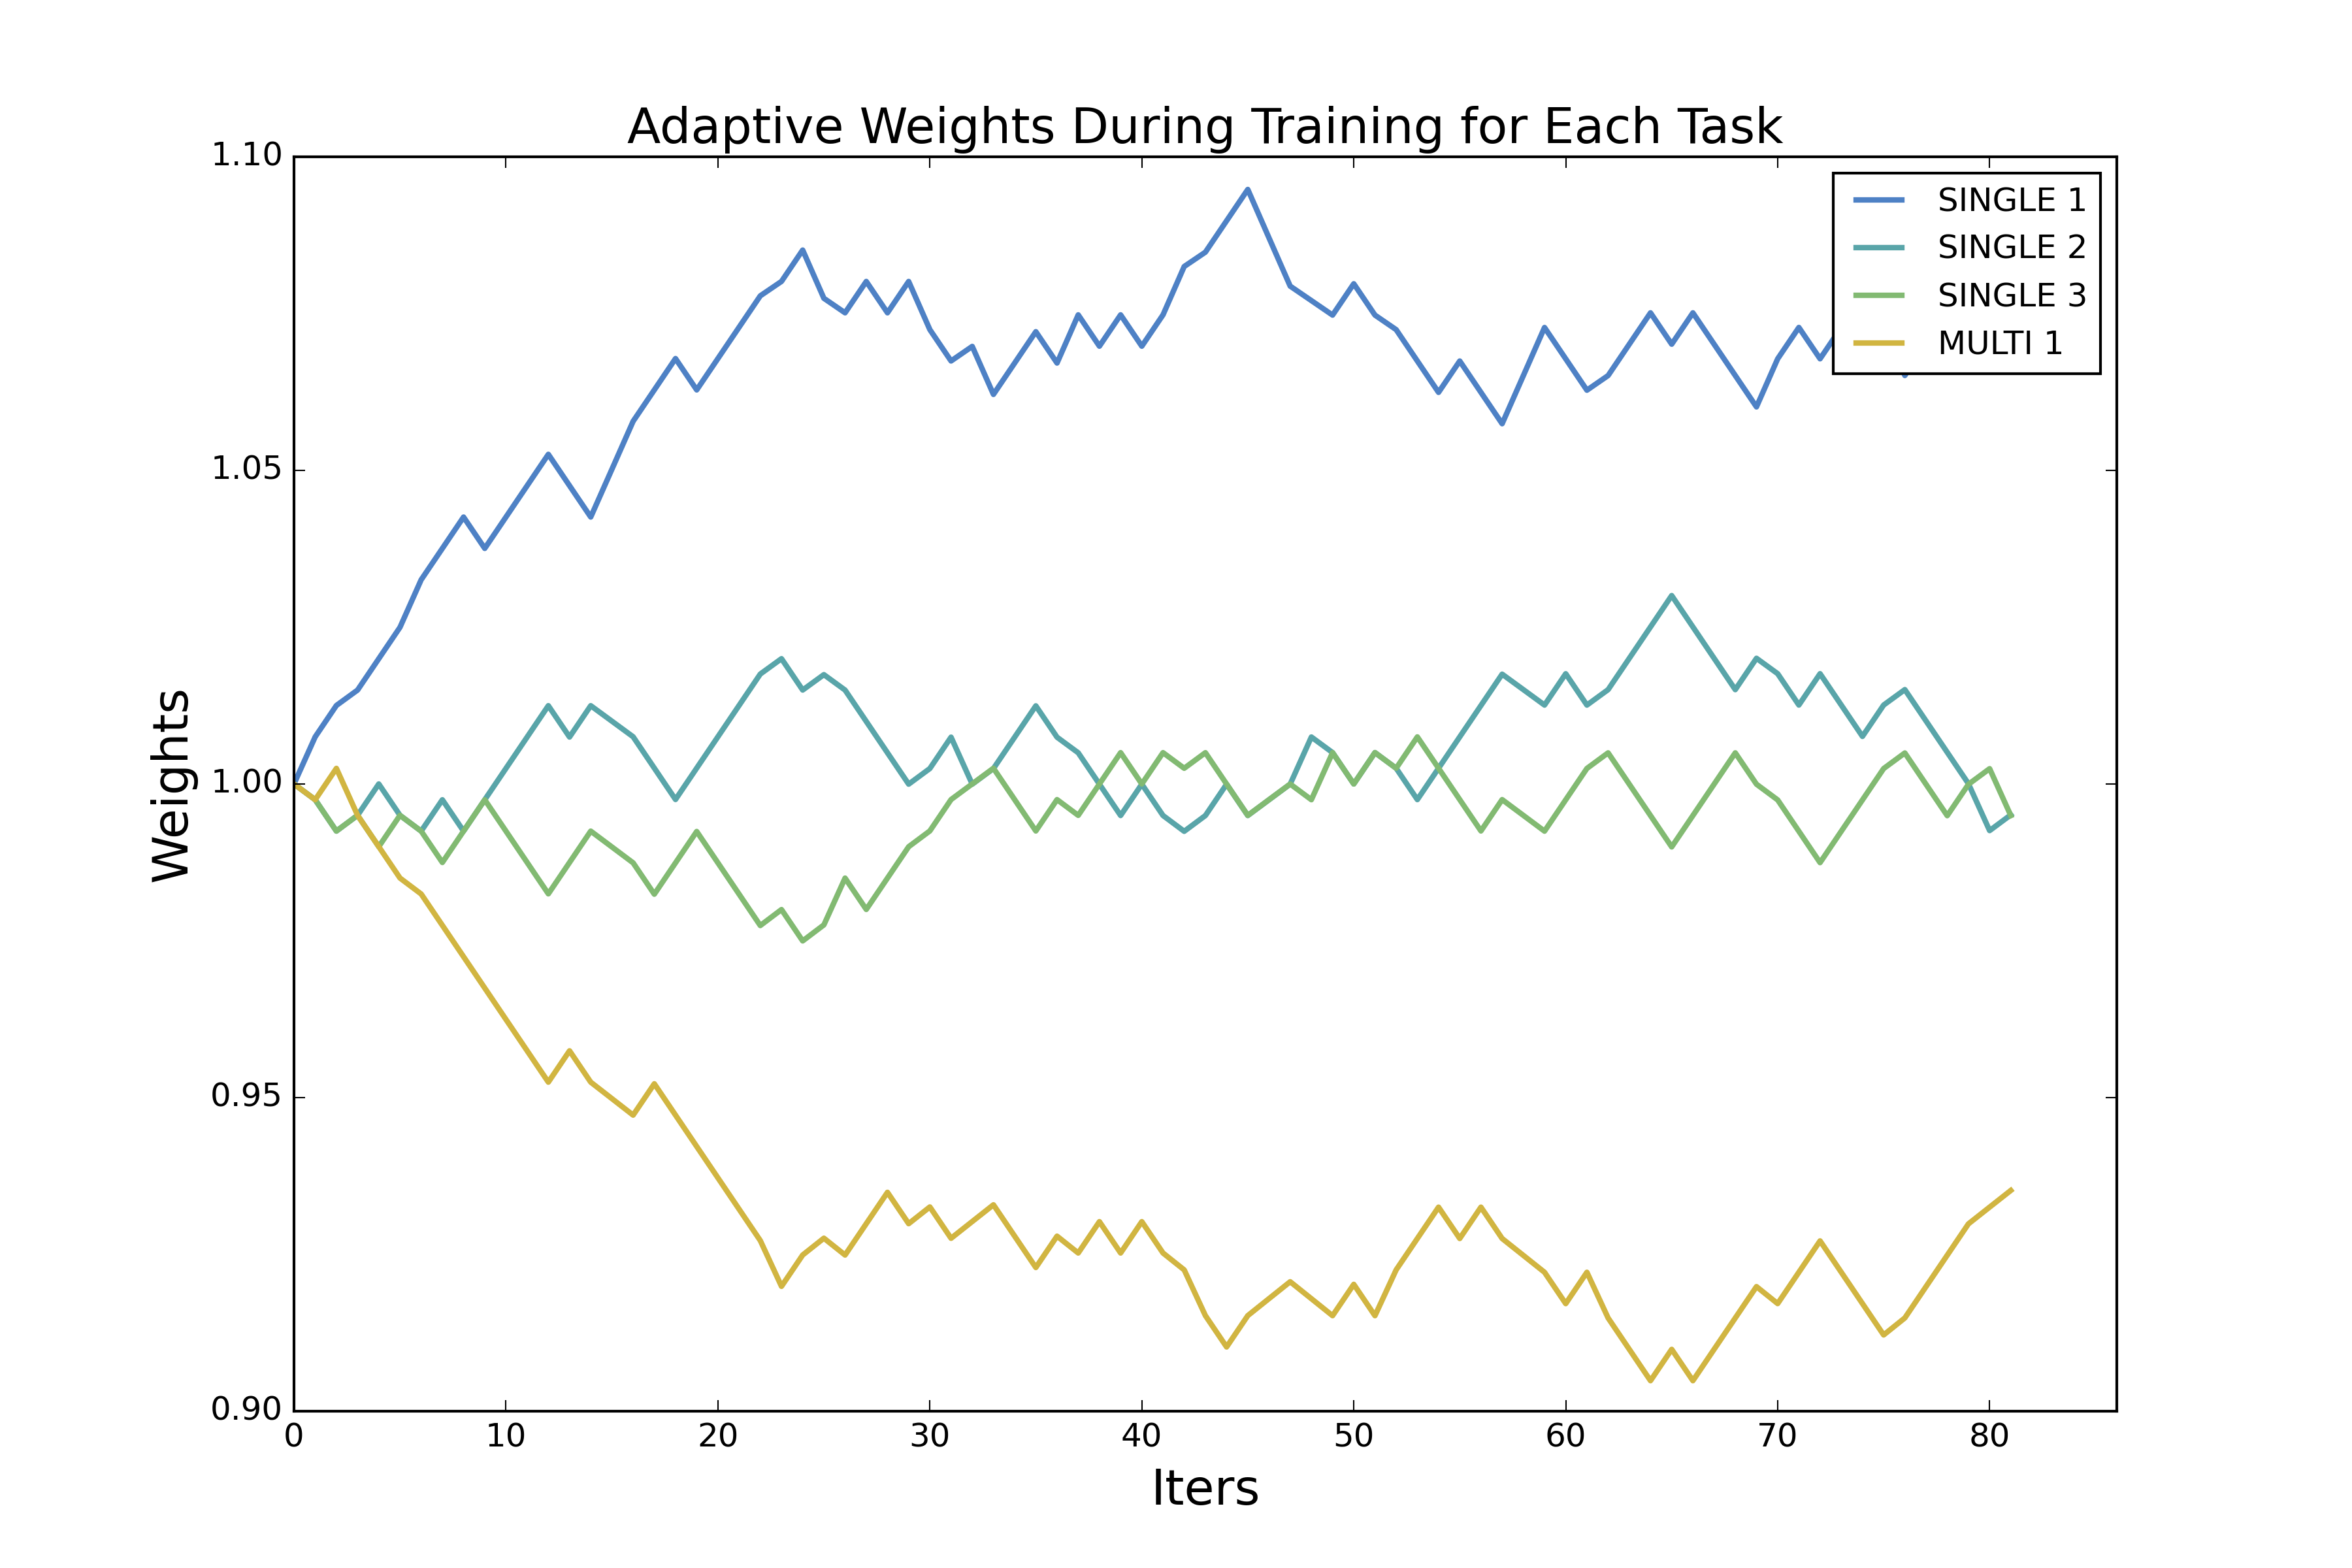 Adaptive Weights During Training for Each Task
1.10
1.05
1.00
0.95
0.90
Weights
SINGLE 1
SINGLE 2
SINGLE 3
MULTI 1
0 10 20 30 40 50 60 70 80
Iters